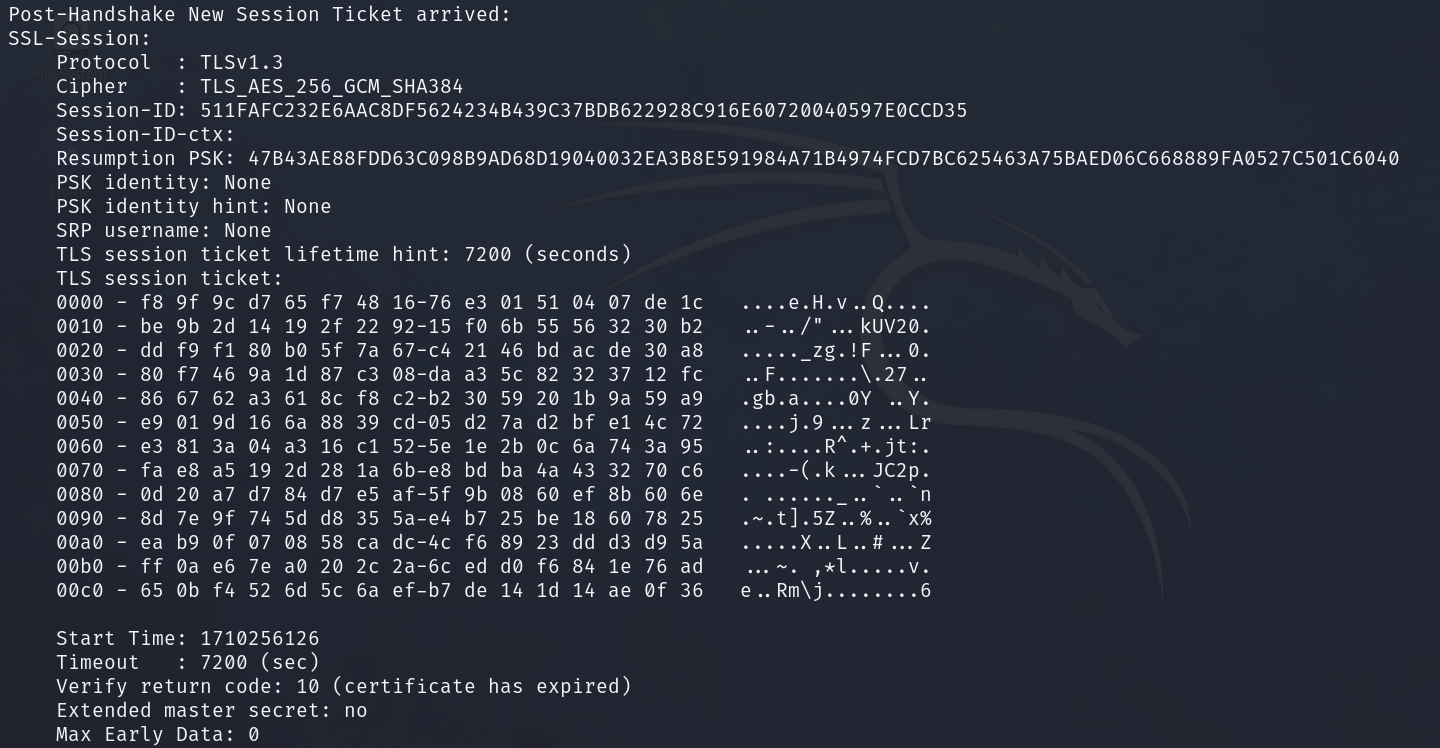 Post-Handshake New Session Ticket arrived:
SSL-Session:
    Protocol  : TLSv1.3
    Cipher    : TLS_AES_256_GCM_SHA384
    Session-ID: 511FAFC232E6AAC8DF5624234B439C37BDB622928C916E60720040597E0CCD35
    Session-ID-ctx:
    Resumption PSK: 47B43AE88FDD63C098B9AD68D19040032EA3B8E591984A71B4974FCD7BC625463A75BAED06C668889FA0527C501C6040
    PSK identity: None
    PSK identity hint: None
    SRP username: None
    TLS session ticket lifetime hint: 7200 (seconds)
    TLS session ticket:
    0000 - f8 9f 9c d7 65 f7 48 16-76 e3 01 51 04 07 de 1c   ....e.H.v..Q....
    0010 - be 9b 2d 14 19 2f 22 92-15 f0 6b 55 56 32 30 b2   ..-../"...kUV20.
    0020 - dd f9 f1 80 b0 5f 7a 67-c4 21 46 bd ac de 30 a8   ....._zg.!F...0.
    0030 - 80 f7 46 9a 1d 87 c3 08-da a3 5c 82 32 37 12 fc   ..F.......\.27..
    0040 - 86 67 62 a3 61 8c f8 c2-b2 30 59 20 1b 9a 59 a9   .gb.a....0Y ..Y.
    0050 - e9 01 9d 16 6a 88 39 cd-05 d2 7a d2 bf e1 4c 72   ....j.9...z...Lr
    0060 - e3 81 3a 04 a3 16 c1 52-5e 1e 2b 0c 6a 74 3a 95   ..:....R^.+.jt:.
    0070 - fa e8 a5 19 2d 28 1a 6b-e8 bd ba 4a 43 32 70 c6   ....-(.k...JC2p.
    0080 - 0d 20 a7 d7 84 d7 e5 af-5f 9b 08 60 ef 8b 60 6e   . ......_..`..`n
    0090 - 8d 7e 9f 74 5d d8 35 5a-e4 b7 25 be 18 60 78 25   .~.t].5Z..%..`x%
    00a0 - ea b9 0f 07 08 58 ca dc-4c f6 89 23 dd d3 d9 5a   .....X..L..#...Z
    00b0 - ff 0a e6 7e a0 20 2c 2a-6c ed d0 f6 84 1e 76 ad   ...~. ,*l.....v.
    00c0 - 65 0b f4 52 6d 5c 6a ef-b7 de 14 1d 14 ae 0f 36   e..Rm\j........6

    Start Time: 1710256126
    Timeout   : 7200 (sec)
    Verify return code: 10 (certificate has expired)
    Extended master secret: no
    Max Early Data: 0